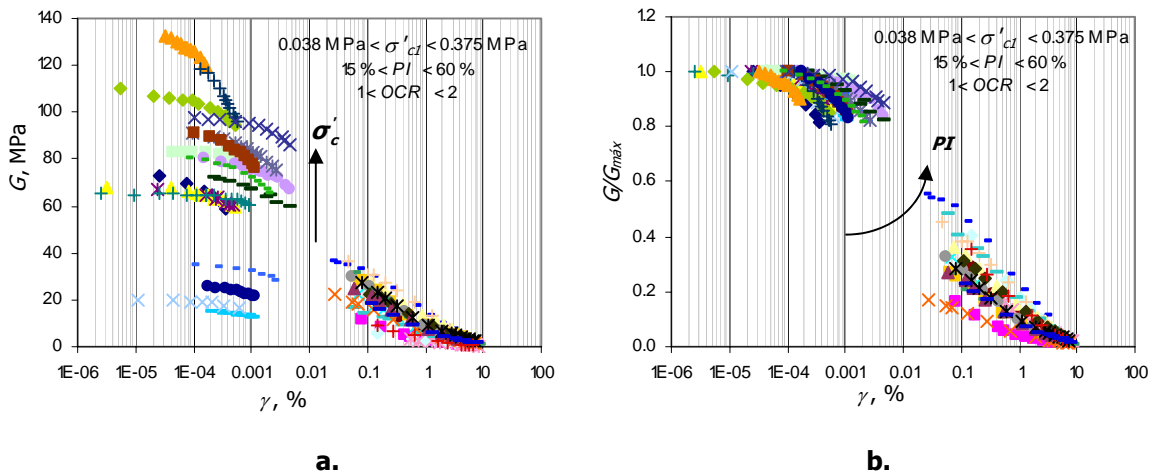 140
120
100
80
60
40
20
0
G, MPa
0.038 MPa< σ'c1 <0.375 MPa
15%< PI <60%
1< OCR <2
σ'c
1E-06 1E-05 1E-04 0.001 0.01 0.1 1 10 100
γ, %
a.
1.2
1.0
0.8
0.6
0.4
0.2
0.0
G/Gmáx
0.038 MPa< σ'c1 <0.375 MPa
15%< PI <60%
1< OCR <2
PI
1E-06 1E-05 1E-04 0.001 0.01 0.1 1 10 100
γ, %
b.